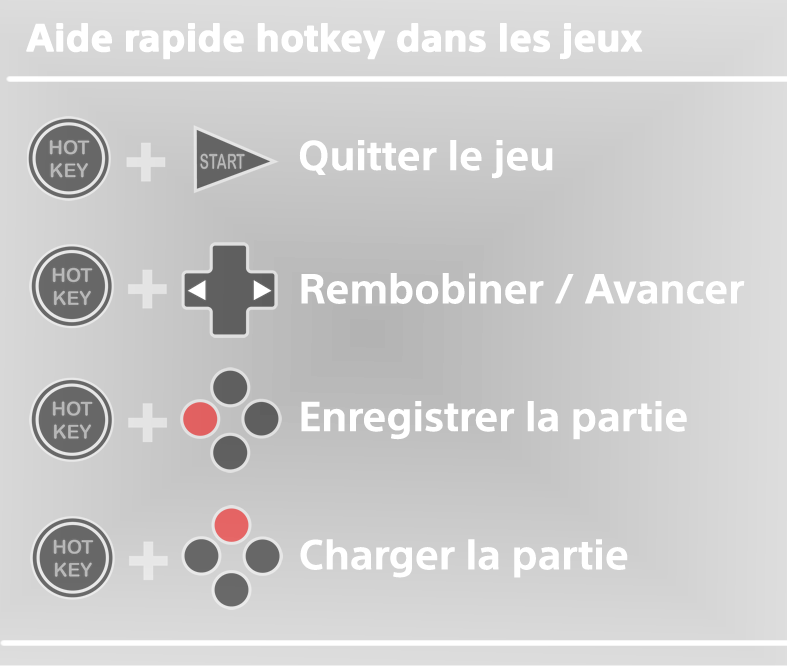 Aide rapide hotkey dans les jeux
HOT
KEY
+
START
Quitter le jeu
HOT
KEY
+
Rembobiner / Avancer
HOT
KEY
+
Enregistrer la partie
HOT
KEY
+
Charger la partie